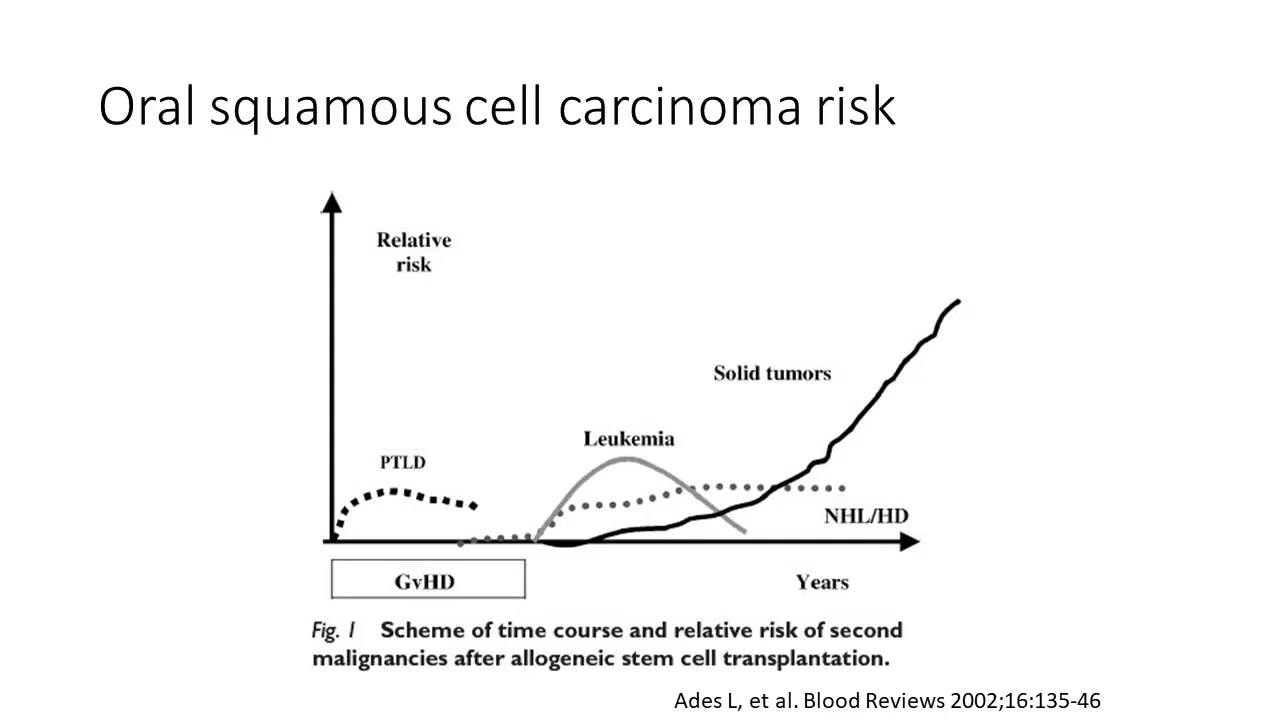 Oral squamous cell carcinoma risk
Relative
risk
Solid tumors
Leukemia
PTLD
NHL/HD
GvHD
Years
Fig. 1 Scheme of time course and relative risk of second
malignancies after allogeneic stem cell transplantation.
Ades L, et al. Blood Reviews 2002;16:135-46